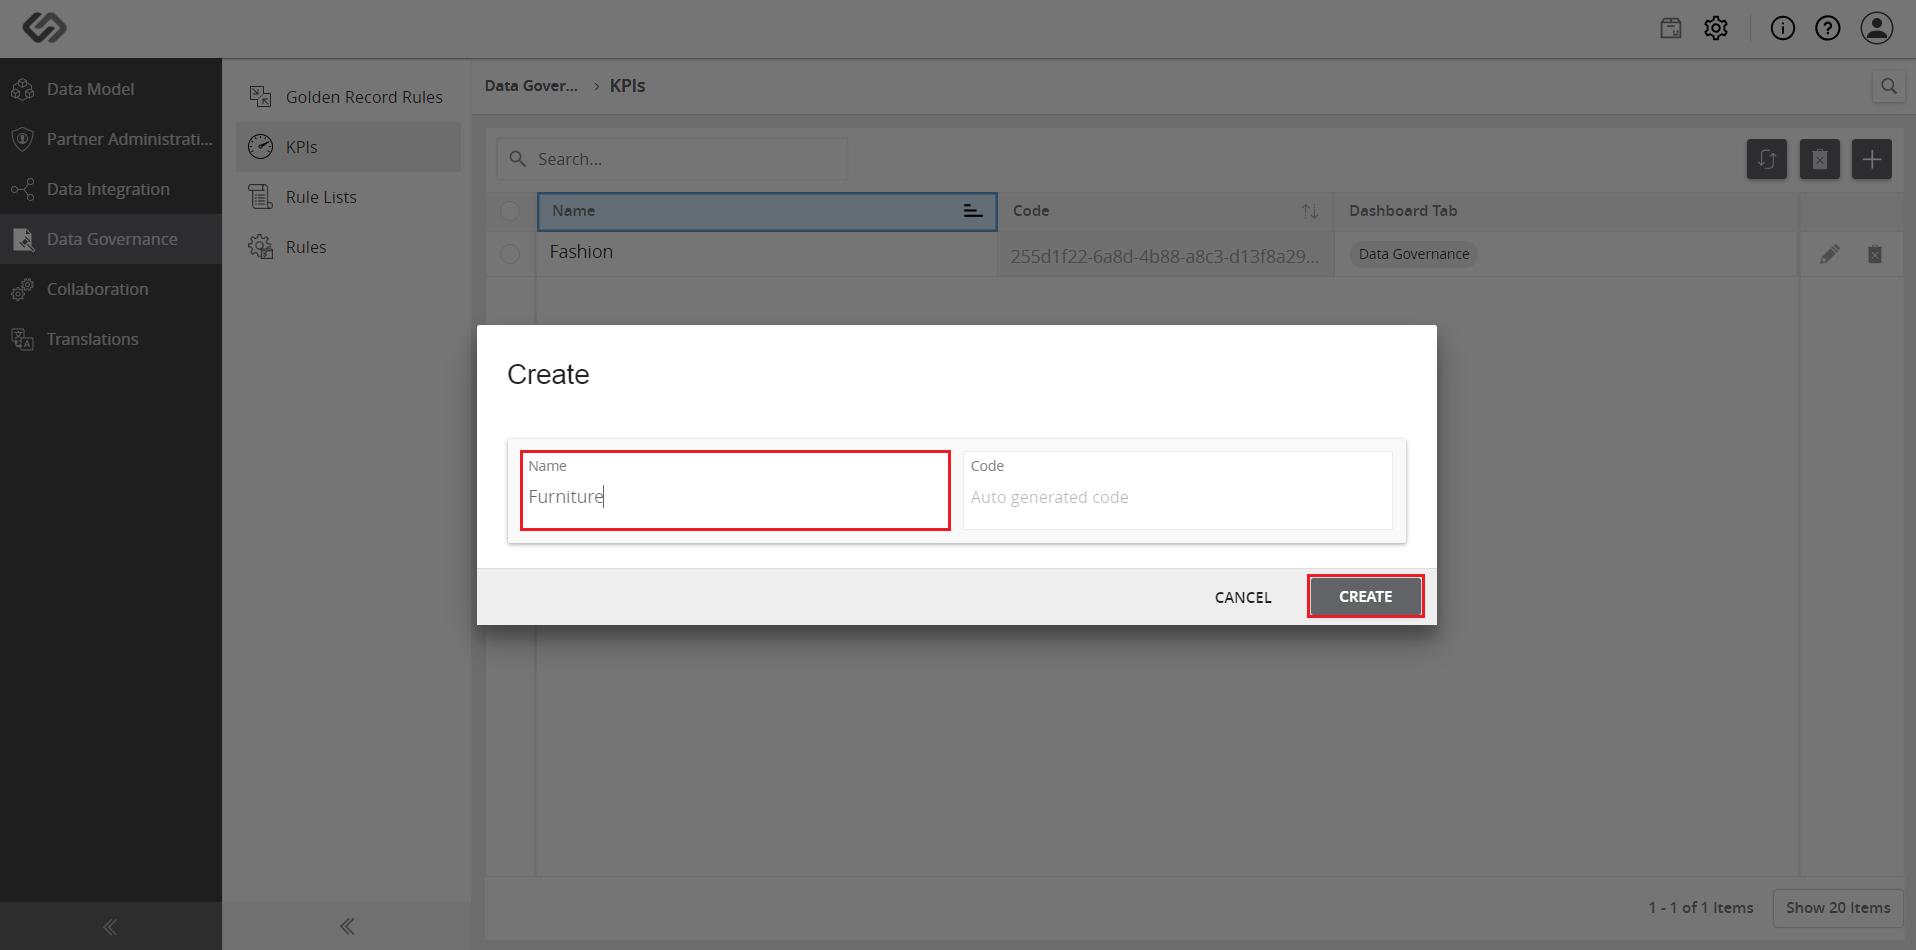 Data Model
Partner Administrati...
Data Integration
Data Governance
Collaboration
Translations
Golden Record Rules
KPIs
Rule Lists
Rules
Data Gover... › KPIs
Search...
Name Code Dashboard Tab
Fashion 255d1f22-6a8d-4b88-a8c3-d13f8a29... Data Governance
Create
Name Code
Furniture Auto generated code
CANCEL CREATE
1 - 1 of 1 Items Show 20 Items